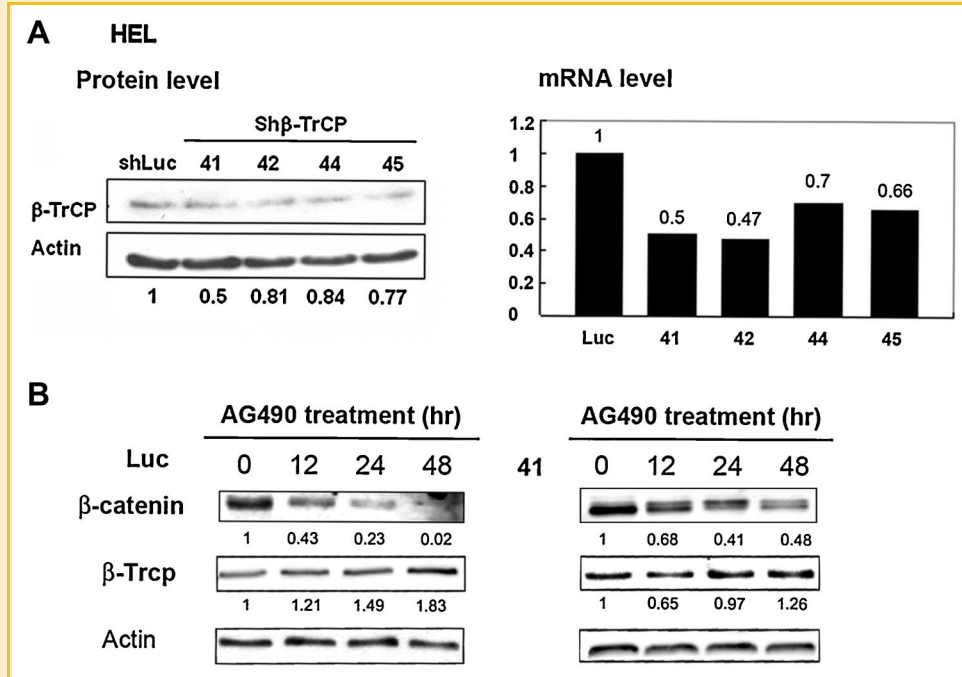 A HEL
Protein level
Shβ-TrCP
shLuc 41 42 44 45
β-TrCP
Actin
1 0.5 0.81 0.84 0.77
mRNA level
1.2
1
0.8
0.6
0.4
0.2
0
1 0.5 0.47 0.7 0.66
Luc 41 42 44 45
B
AG490 treatment (hr)
Luc 0 12 24 48
β-catenin
1 0.43 0.23 0.02
β-Trcp
1 1.21 1.49 1.83
Actin
AG490 treatment (hr)
41 0 12 24 48
1 0.68 0.41 0.48
1 0.65 0.97 1.26